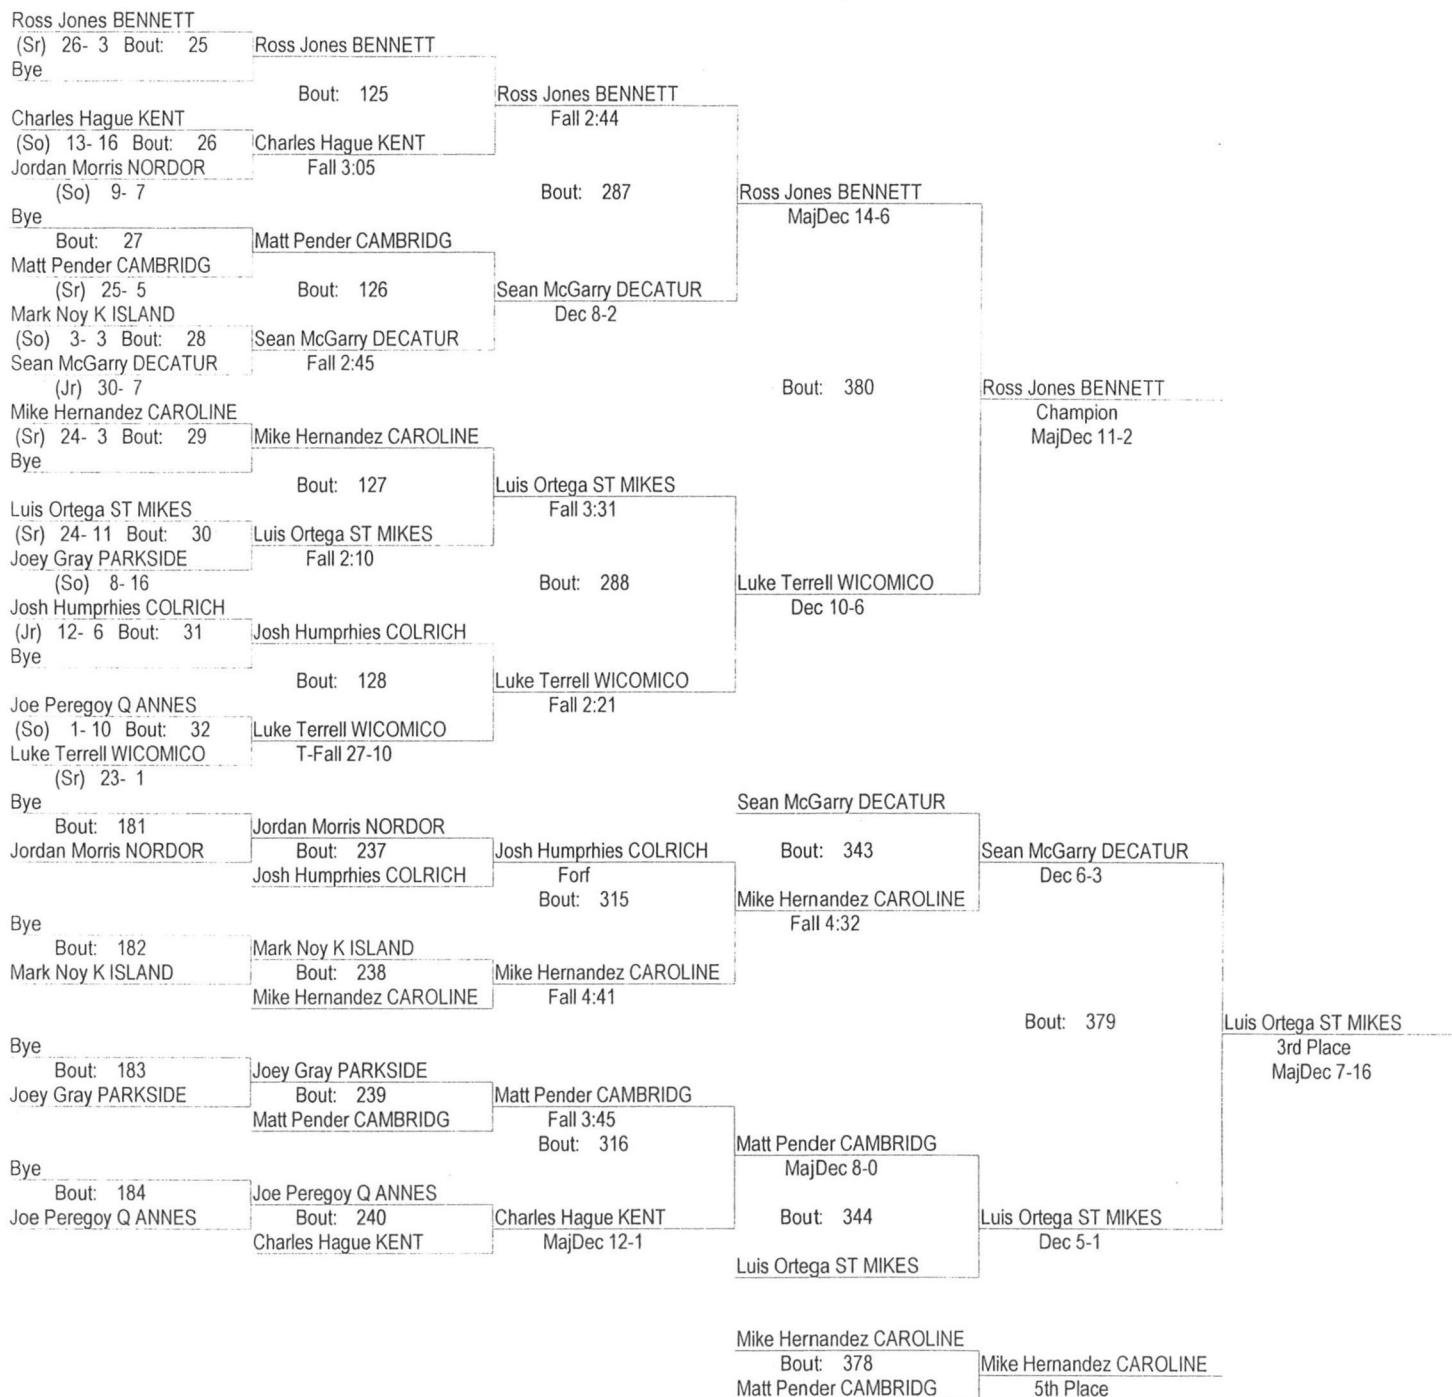 Ross Jones BENNETT
(Sr) 26- 3 Bout: 25
Bye
Ross Jones BENNETT
Bout: 125
Charles Hague KENT
(So) 13- 16 Bout: 26
Jordan Morris NORDOR
(So) 9- 7
Charles Hague KENT
Fall 3:05
Ross Jones BENNETT
Fall 2:44
Bout: 287
Bye
Bout: 27
Matt Pender CAMBRIDG
(Sr) 25- 5
Matt Pender CAMBRIDG
Bout: 126
Mark Noy K ISLAND
(So) 3- 3 Bout: 28
Sean McGarry DECATUR
(Jr) 30- 7
Sean McGarry DECATUR
Fall 2:45
Sean McGarry DECATUR
Dec 8-2
Ross Jones BENNETT
MajDec 14-6
Bout: 380
Ross Jones BENNETT
Champion
MajDec 11-2
Mike Hernandez CAROLINE
(Sr) 24- 3 Bout: 29
Bye
Mike Hernandez CAROLINE
Bout: 127
Luis Ortega ST MIKES
(Sr) 24- 11 Bout: 30
Joey Gray PARKSIDE
(So) 8- 16
Luis Ortega ST MIKES
Fall 2:10
Luis Ortega ST MIKES
Fall 3:31
Bout: 288
Josh Humprhies COLRICH
(Jr) 12- 6 Bout: 31
Bye
Josh Humprhies COLRICH
Bout: 128
Joe Peregoy Q ANNES
(So) 1- 10 Bout: 32
Luke Terrell WICOMICO
(Sr) 23- 1
Luke Terrell WICOMICO
T-Fall 27-10
Luke Terrell WICOMICO
Fall 2:21
Luke Terrell WICOMICO
Dec 10-6
Bye
Bout: 181
Jordan Morris NORDOR
Jordan Morris NORDOR
Bout: 237
Josh Humprhies COLRICH
Josh Humprhies COLRICH
Forf
Bout: 315
Bye
Bout: 182
Mark Noy K ISLAND
Mark Noy K ISLAND
Bout: 238
Mike Hernandez CAROLINE
Mike Hernandez CAROLINE
Fall 4:41
Sean McGarry DECATUR
Bout: 343
Mike Hernandez CAROLINE
Fall 4:32
Sean McGarry DECATUR
Dec 6-3
Bout: 379
Luis Ortega ST MIKES
3rd Place
MajDec 7-16
Bye
Bout: 183
Joey Gray PARKSIDE
Joey Gray PARKSIDE
Bout: 239
Matt Pender CAMBRIDG
Matt Pender CAMBRIDG
Fall 3:45
Bout: 316
Bye
Bout: 184
Joe Peregoy Q ANNES
Joe Peregoy Q ANNES
Bout: 240
Charles Hague KENT
Charles Hague KENT
MajDec 12-1
Matt Pender CAMBRIDG
MajDec 8-0
Bout: 344
Luis Ortega ST MIKES
Luis Ortega ST MIKES
Dec 5-1
Mike Hernandez CAROLINE
Bout: 378
Matt Pender CAMBRIDG
Mike Hernandez CAROLINE
5th Place